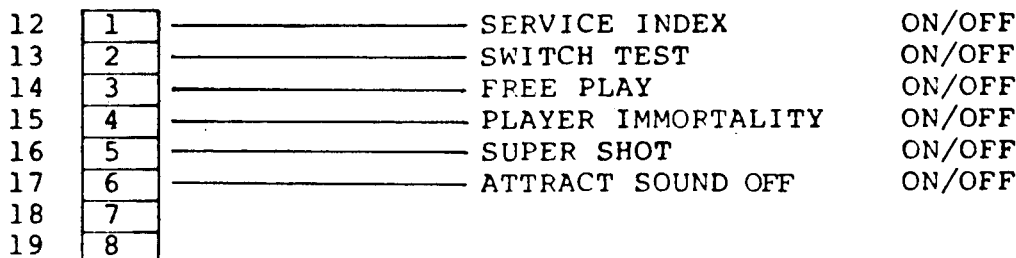 12 1 SERVICE INDEX ON/OFF
13 2 SWITCH TEST ON/OFF
14 3 FREE PLAY ON/OFF
15 4 PLAYER IMMORTALITY ON/OFF
16 5 SUPER SHOT ON/OFF
17 6 ATTRACT SOUND OFF ON/OFF
18 7
19 8